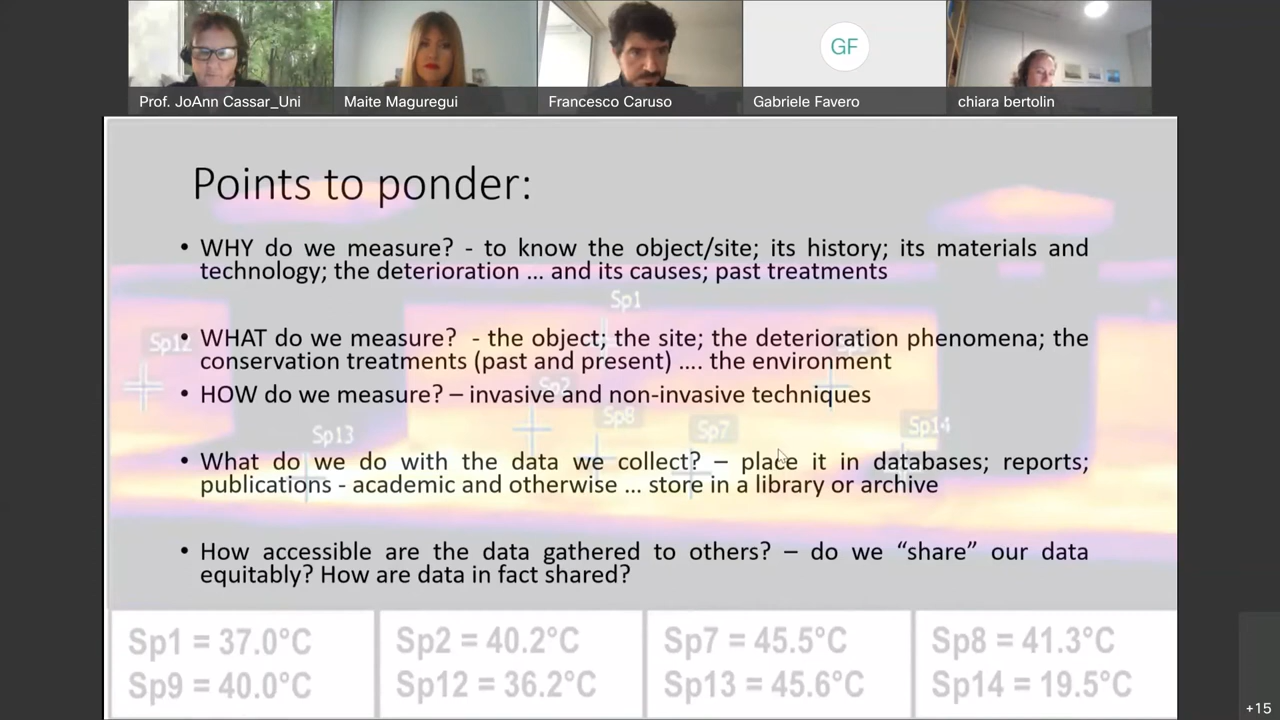 Prof. JoAnn Cassar_Uni
Maite Maguregui
Francesco Caruso
GF
Gabriele Favero
chiara bertolin
Points to ponder:
• WHY do we measure? - to know the object/site; its history; its materials and
technology; the deterioration ... and its causes; past treatments
Sp1
Sp12
• WHAT do we measure?  - the object; the site; the deterioration phenomena; the
conservation treatments (past and present) .... the environment
Sp2
• HOW do we measure? – invasive and non-invasive techniques
Sp8
Sp7
Sp14
Sp13
• What do we do with the data we collect? – place it in databases; reports;
publications - academic and otherwise ... store in a library or archive
• How accessible are the data gathered to others? – do we “share” our data
equitably? How are data in fact shared?
Sp1 = 37.0°C
Sp2 = 40.2°C
Sp7 = 45.5°C
Sp8 = 41.3°C
Sp9 = 40.0°C
Sp12 = 36.2°C
Sp13 = 45.6°C
Sp14 = 19.5°C
+15